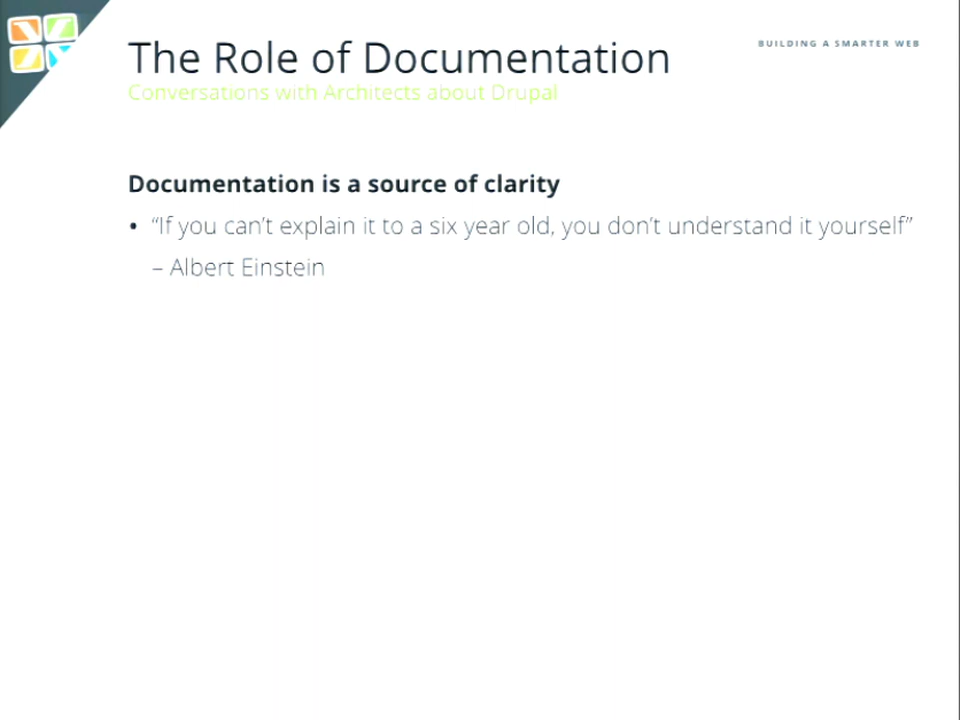 The Role of Documentation
BUILDING A SMARTER WEB
Conversations with Architects about Drupal
Documentation is a source of clarity
• “If you can’t explain it to a six year old, you don’t understand it yourself”
– Albert Einstein